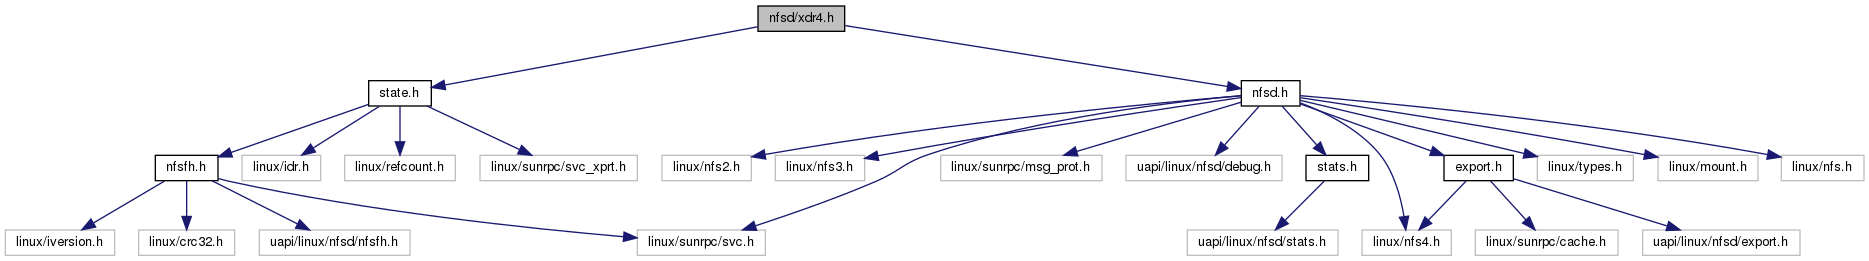 nfsd/xdr4.h
state.h
nfsd.h
nfsfh.h
linux/idr.h
linux/refcount.h
linux/sunrpc/svc_xprt.h
linux/nfs2.h
linux/nfs3.h
linux/sunrpc/msg_prot.h
uapi/linux/nfsd/debug.h
stats.h
export.h
linux/types.h
linux/mount.h
linux/nfs.h
linux/iversion.h
linux/crc32.h
uapi/linux/nfsd/nfsfh.h
linux/sunrpc/svc.h
uapi/linux/nfsd/stats.h
linux/nfs4.h
linux/sunrpc/cache.h
uapi/linux/nfsd/export.h